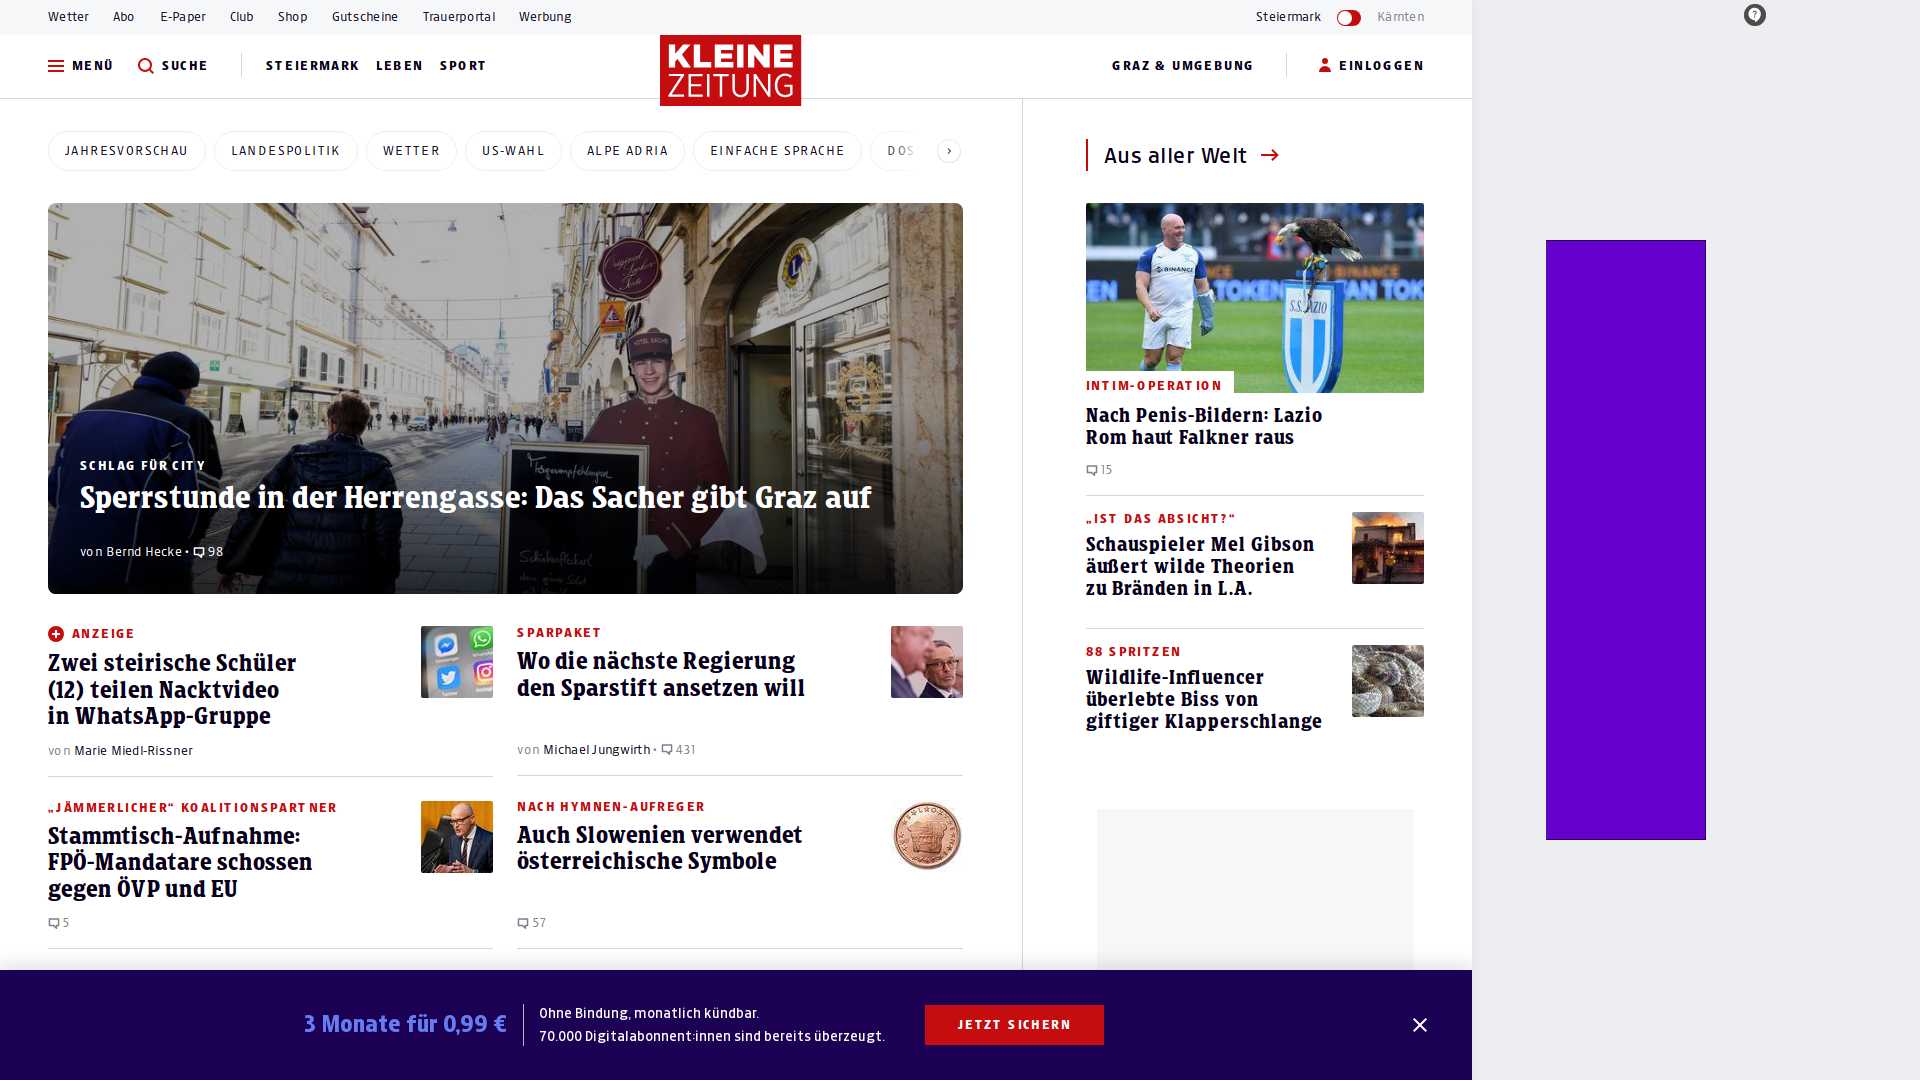 Wetter Abo E-Paper Club Shop Gutscheine Trauerportal Werbung Steiermark Kärnten
MENÜ SUCHE STEIERMARK LEBEN SPORT KLEINE ZEITUNG GRAZ & UMGEBUNG EINLOGGEN
JAHRESVORSCHAU LANDESPOLITIK WETTER US-WAHL ALPE ADRIA EINFACHE SPRACHE DOS
SCHLAG FÜR CITY
Sperrstunde in der Herrengasse: Das Sacher gibt Graz auf
von Bernd Hecke • 98
ANZEIGE
Zwei steirische Schüler
(12) teilen Nacktvideo
in WhatsApp-Gruppe
von Marie Miedl-Rissner
SPARPAKET
Wo die nächste Regierung
den Sparstift ansetzen will
von Michael Jungwirth • 431
„JÄMMERLICHER“ KOALITIONSPARTNER
Stammtisch-Aufnahme:
FPÖ-Mandatare schossen
gegen ÖVP und EU
5
NACH HYMNEN-AUFREGER
Auch Slowenien verwendet
österreichische Symbole
57
Aus aller Welt
BINANCE
S.S. LAZIO
INTIM-OPERATION
Nach Penis-Bildern: Lazio
Rom haut Falkner raus
15
„IST DAS ABSICHT?“
Schauspieler Mel Gibson
äußert wilde Theorien
zu Bränden in L.A.
88 SPRITZEN
Wildlife-Influencer
überlebte Biss von
giftiger Klapperschlange
3 Monate für 0,99 €
Ohne Bindung, monatlich kündbar.
70.000 Digitalabonnent:innen sind bereits überzeugt.
JETZT SICHERN